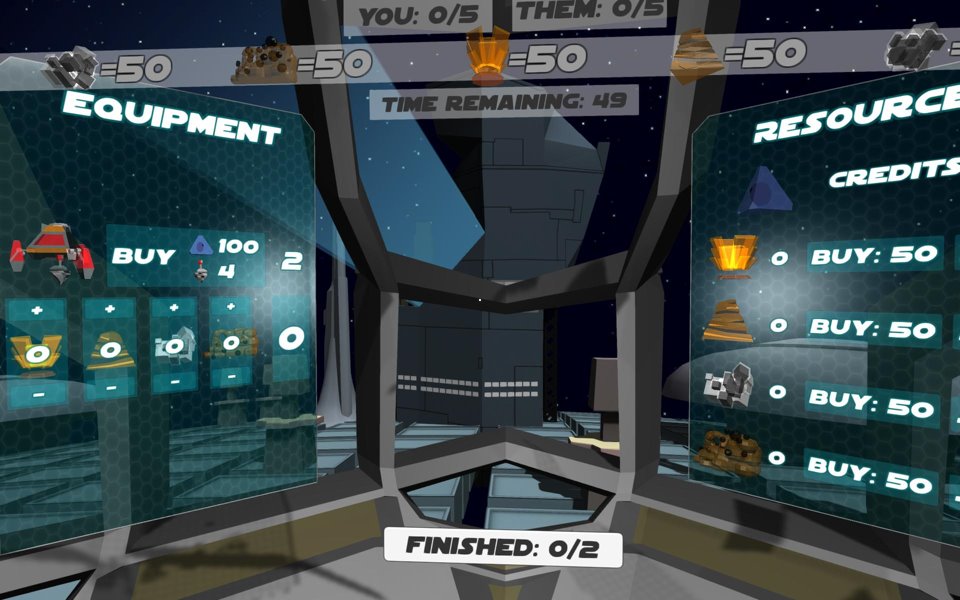 YOU: 0/5
THEM: 0/5
=50
=50
=50
=50
=
TIME REMAINING: 49
EQUIPMENT
BUY 100 4 2
+ + + +
0 0 0 0 0
- - - -
RESOURCE
CREDITS
0 BUY: 50
0 BUY: 50
0 BUY: 50
0 BUY: 50
FINISHED: 0/2